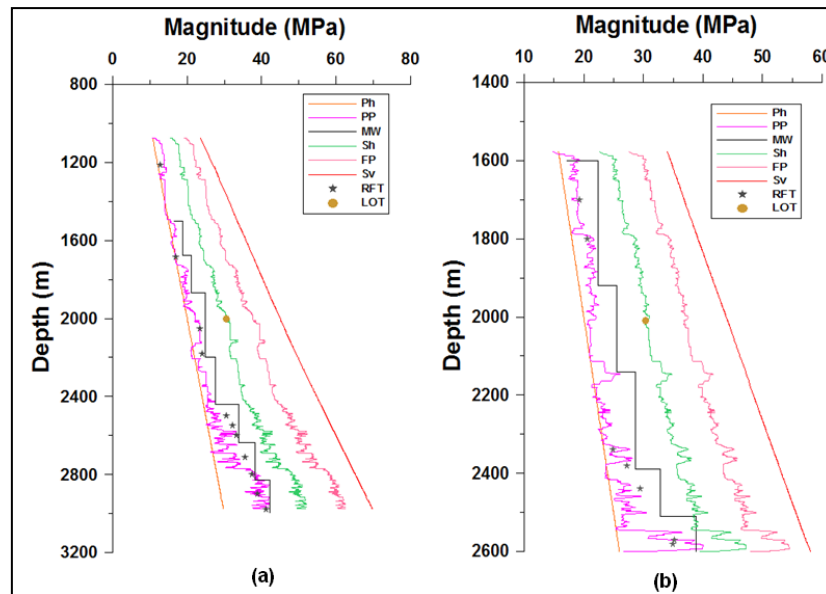 Magnitude (MPa)
0 20 40 60 80
800
1200
1600
2000
2400
2800
3200
Depth (m)
Ph
PP
MW
Sh
FP
Sv
RFT
LOT
(a)
Magnitude (MPa)
10 20 30 40 50 60
1400
1600
1800
2000
2200
2400
2600
Depth (m)
Ph
PP
MW
Sh
FP
Sv
RFT
LOT
(b)